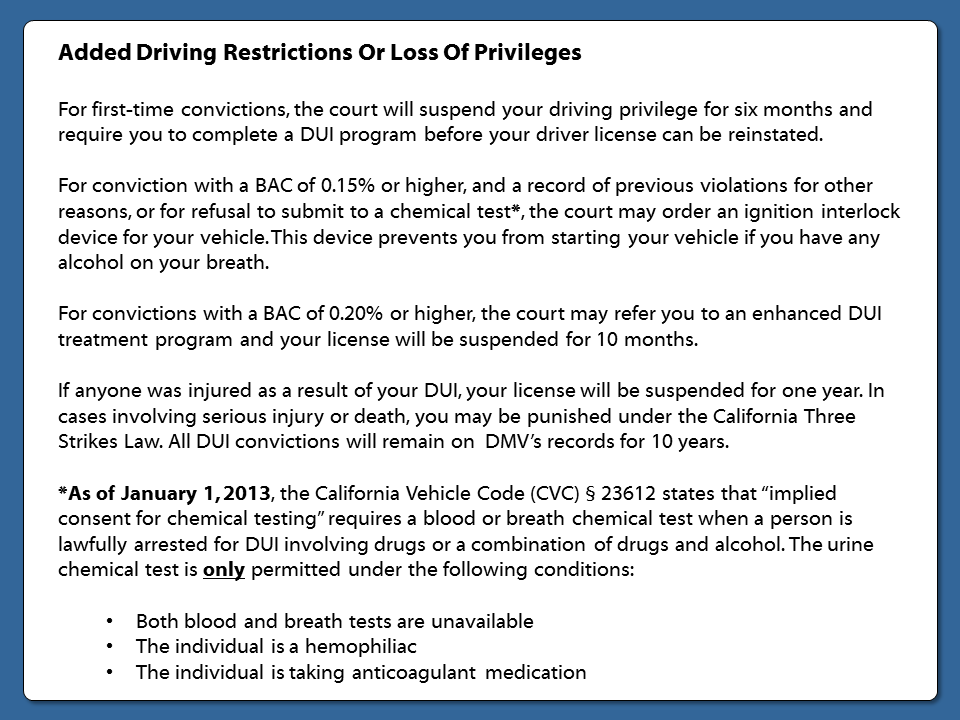 Added Driving Restrictions Or Loss Of Privileges
For first-time convictions, the court will suspend your driving privilege for six months and
require you to complete a DUI program before your driver license can be reinstated.
For conviction with a BAC of 0.15% or higher, and a record of previous violations for other
reasons, or for refusal to submit to a chemical test*, the court may order an ignition interlock
device for your vehicle. This device prevents you from starting your vehicle if you have any
alcohol on your breath.
For convictions with a BAC of 0.20% or higher, the court may refer you to an enhanced DUI
treatment program and your license will be suspended for 10 months.
If anyone was injured as a result of your DUI, your license will be suspended for one year. In
cases involving serious injury or death, you may be punished under the California Three
Strikes Law. All DUI convictions will remain on DMV’s records for 10 years.
*As of January 1, 2013, the California Vehicle Code (CVC) § 23612 states that “implied
consent for chemical testing” requires a blood or breath chemical test when a person is
lawfully arrested for DUI involving drugs or a combination of drugs and alcohol. The urine
chemical test is only permitted under the following conditions:
• Both blood and breath tests are unavailable
• The individual is a hemophiliac
• The individual is taking anticoagulant medication